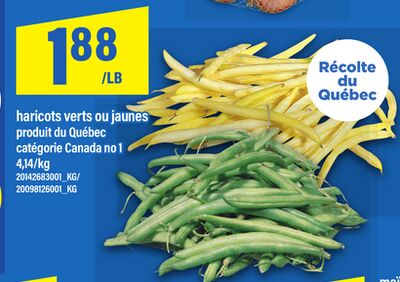 1.88
/LB
haricots verts ou jaunes
produit du Québec
catégorie Canada no 1
4,14/kg
20142683001_KG/
20098126001_KG
Récolte
du
Québec